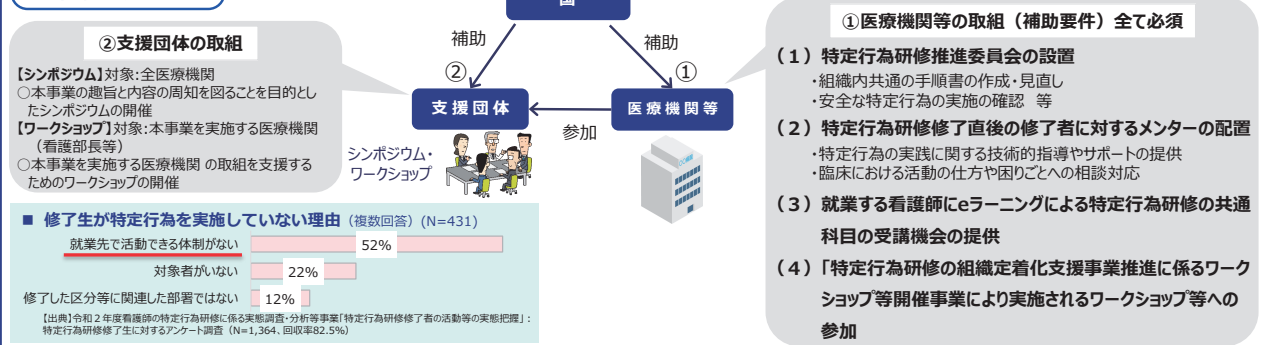 国
補助
補助
②
①
支援団体
医療機関等
参加
シンポジウム・
ワークショップ
②支援団体の取組
【シンポジウム】対象:全医療機関
○本事業の趣旨と内容の周知を図ることを目的とし
たシンポジウムの開催
【ワークショップ】対象:本事業を実施する医療機関
（看護部長等）
○本事業を実施する医療機関 の取組を支援する
ためのワークショップの開催
①医療機関等の取組（補助要件）全て必須
（１）特定行為研修推進委員会の設置
・組織内共通の手順書の作成・見直し
・安全な特定行為の実施の確認 等
（２）特定行為研修修了直後の修了者に対するメンターの配置
・特定行為の実践に関する技術的指導やサポートの提供
・臨床における活動の仕方や困りごとへの相談対応
（３）就業する看護師にeラーニングによる特定行為研修の共通
科目の受講機会の提供
（４）「特定行為研修の組織定着化支援事業推進に係るワーク
ショップ等開催事業により実施されるワークショップ等への
参加
■ 修了生が特定行為を実施していない理由（複数回答）(N=431)
就業先で活動できる体制がない 52%
対象者がいない 22%
修了した区分等に関連した部署ではない 12%
【出典】令和２年度看護師の特定行為研修に係る実態調査・分析等事業「特定行為研修修了者の活動等の実態把握」：
特定行為研修修了生に対するアンケート調査（N=1,364、回収率82.5%）